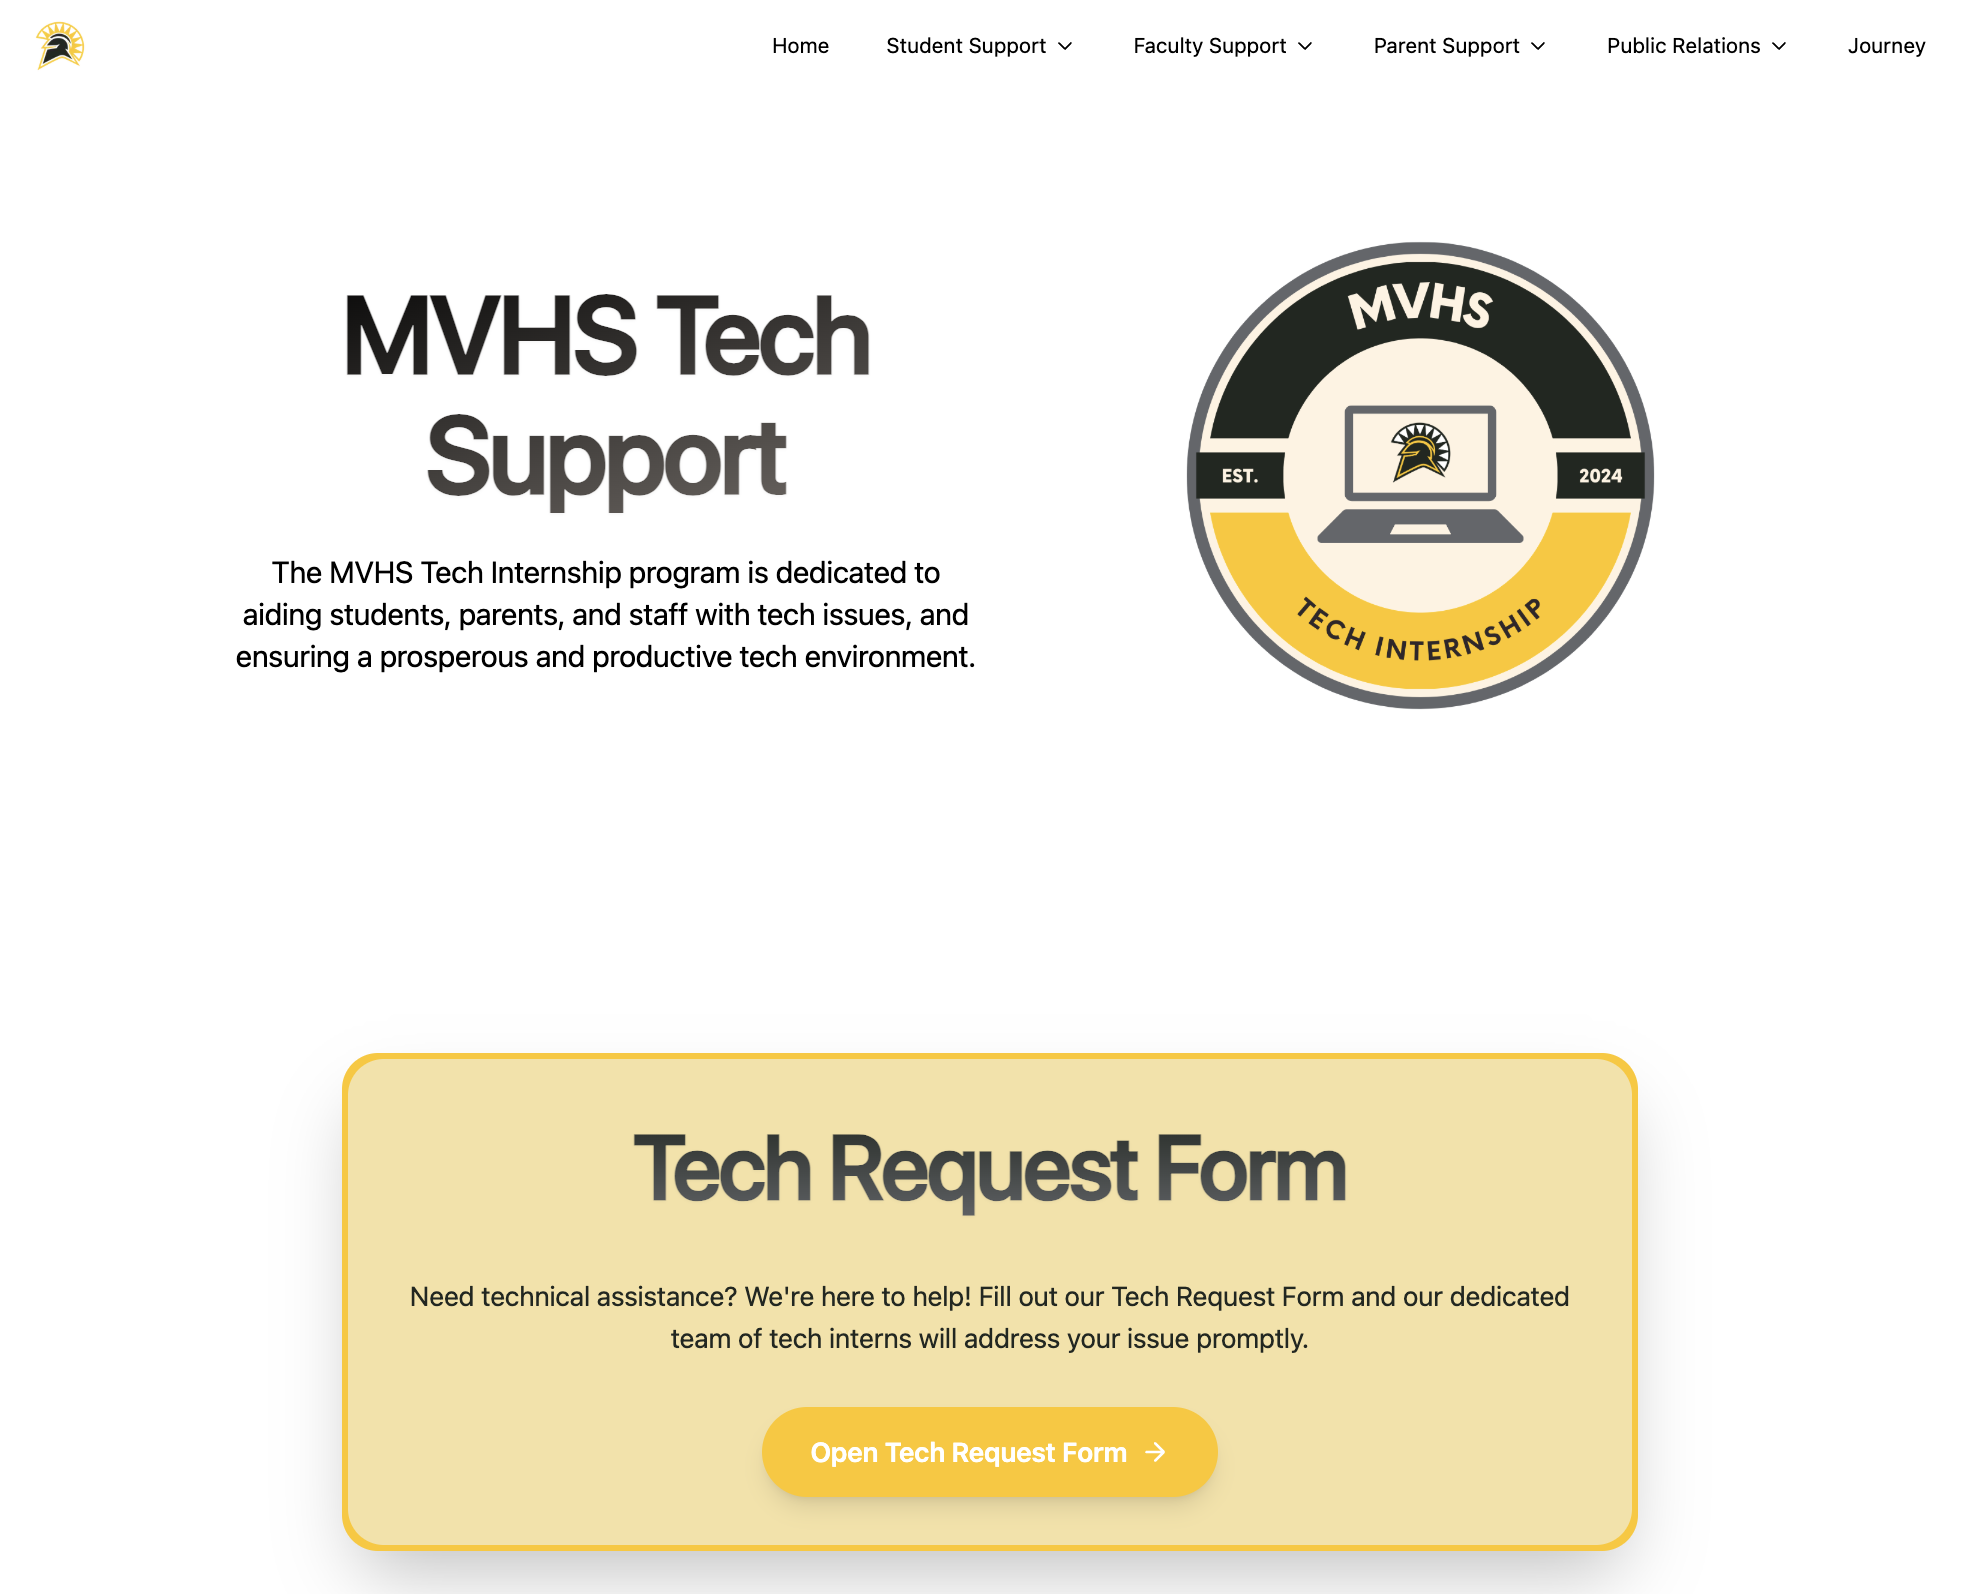 Home
Student Support
Faculty Support
Parent Support
Public Relations
Journey
MVHS Tech
Support
The MVHS Tech Internship program is dedicated to
aiding students, parents, and staff with tech issues, and
ensuring a prosperous and productive tech environment.
MVHS
EST.
2024
TECH INTERNSHIP
Tech Request Form
Need technical assistance? We're here to help! Fill out our Tech Request Form and our dedicated
team of tech interns will address your issue promptly.
Open Tech Request Form